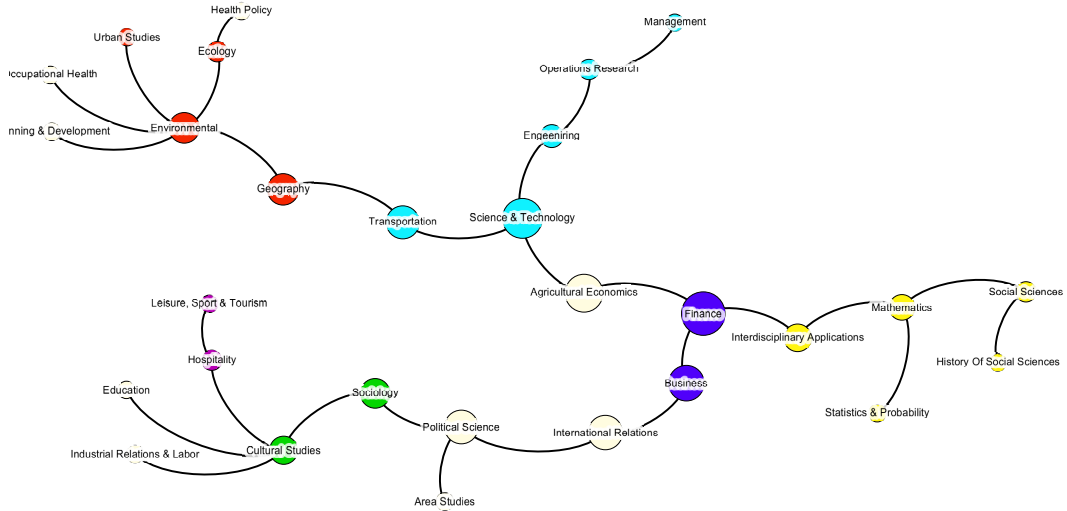 Health Policy
Management
Urban Studies
Ecology
Operations Research
ccupational Health
Environmental
nning & Development
Engeeniring
Geography
Transportation
Science & Technology
Agricultural Economics
Social Sciences
Leisure, Sport & Tourism
Mathematics
Finance
Interdisciplinary Applications
Hospitality
History Of Social Sciences
Business
Education
Sociology
Statistics & Probability
Political Science
International Relations
Cultural Studies
Industrial Relations & Labor
Area Studies